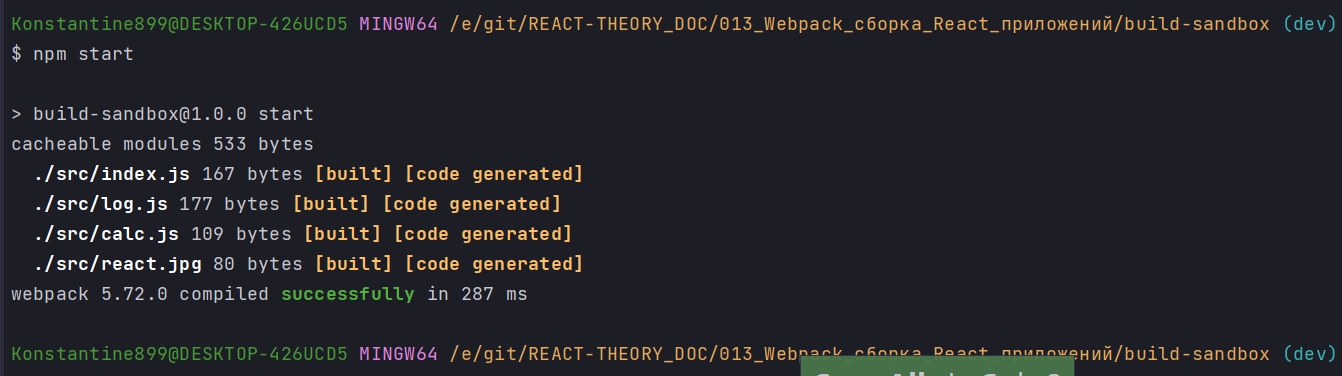 Konstantine899@DESKTOP-426UCD5 MINGW64 /e/git/REACT-THEORY_DOC/013_Webpack_сборка_React_приложений/build-sandbox (dev)
$ npm start
> build-sandbox@1.0.0 start
cacheable modules 533 bytes
./src/index.js 167 bytes [built] [code generated]
./src/log.js 177 bytes [built] [code generated]
./src/calc.js 109 bytes [built] [code generated]
./src/react.jpg 80 bytes [built] [code generated]
webpack 5.72.0 compiled successfully in 287 ms
Konstantine899@DESKTOP-426UCD5 MINGW64 /e/git/REACT-THEORY_DOC/013_Webpack_сборка_React_приложений/build-sandbox (dev)